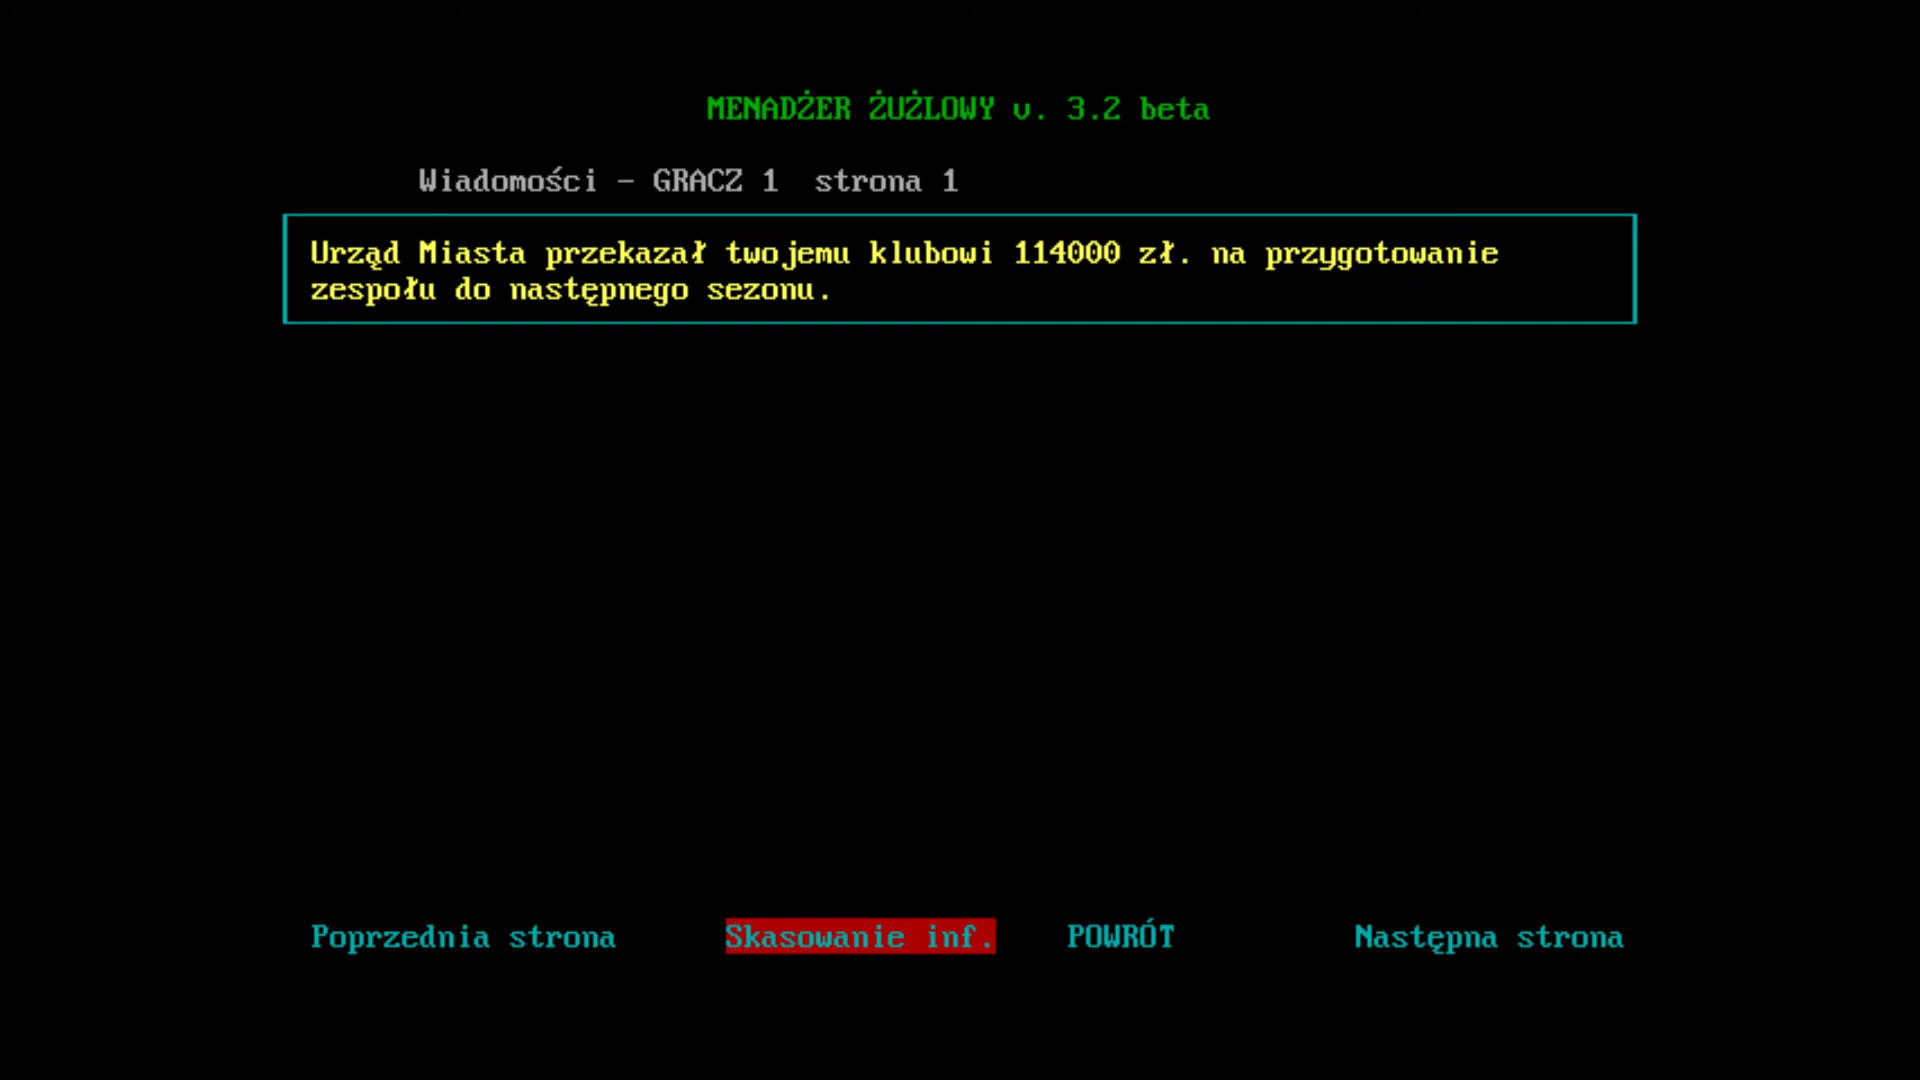 MENADŻER ŻUŻLOWY v. 3.2 beta
Wiadomości - GRACZ 1 strona 1
Urząd Miasta przekazał twojemu klubowi 114000 zł. na przygotowanie
zespołu do następnego sezonu.
Poprzednia strona Skasowanie inf. POWRÓT Następna strona